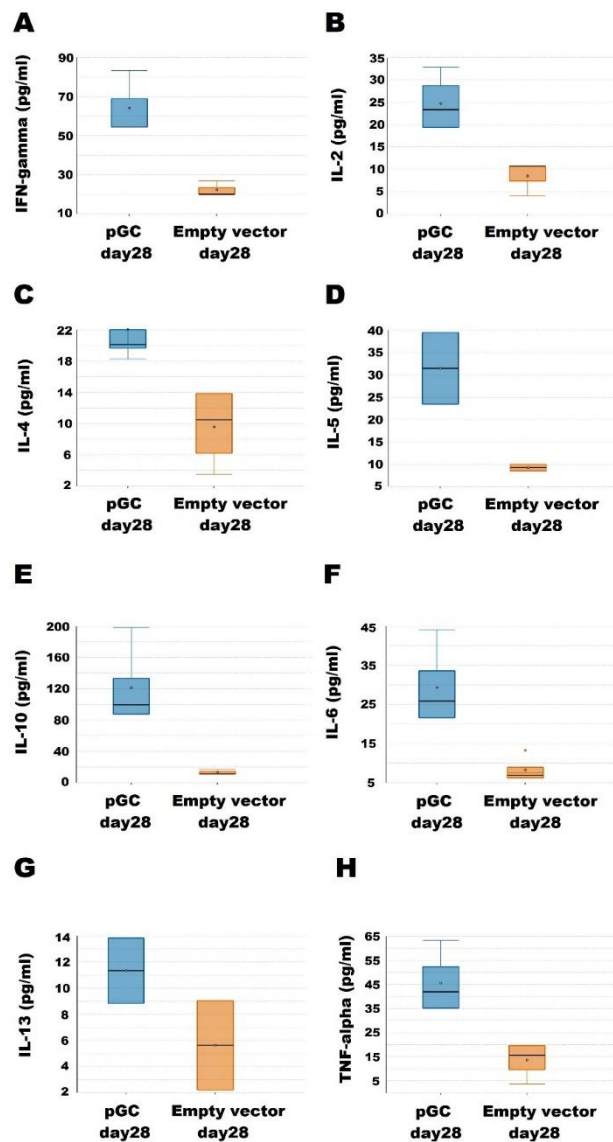 A
IFN-gamma (pg/ml)
90
70
50
30
10
pGC
day28
Empty vector
day28
B
IL-2 (pg/ml)
35
30
25
20
15
10
5
0
pGC
day28
Empty vector
day28
C
IL-4 (pg/ml)
22
18
14
10
6
2
pGC
day28
Empty vector
day28
D
IL-5 (pg/ml)
40
35
30
25
20
15
10
5
pGC
day28
Empty vector
day28
E
IL-10 (pg/ml)
200
160
120
80
40
0
pGC
day28
Empty vector
day28
F
IL-6 (pg/ml)
45
35
25
15
5
pGC
day28
Empty vector
day28
G
IL-13 (pg/ml)
14
12
10
8
6
4
2
pGC
day28
Empty vector
day28
H
TNF-alpha (pg/ml)
65
55
45
35
25
15
5
pGC
day28
Empty vector
day28